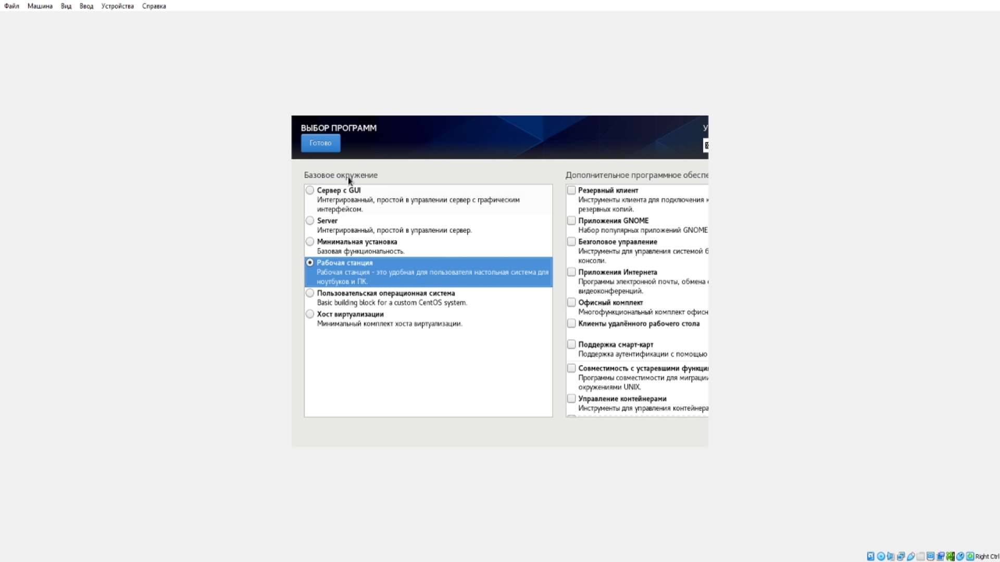 Файл Машина Вид Ввод Устройства Справка
ВЫБОР ПРОГРАММ
У
Готово
Базовое окружение
Сервер с GUI
Интегрированный, простой в управлении сервер с графическим
интерфейсом.
Server
Интегрированный, простой в управлении сервер.
Минимальная установка
Базовая функциональность.
Рабочая станция
Рабочая станция - это удобная для пользователя настольная система для
ноутбуков и ПК.
Пользовательская операционная система
Basic building block for a custom CentOS system.
Хост виртуализации
Минимальный комплект хоста виртуализации.
Дополнительное программное обеспе
Резервный клиент
Инструменты клиента для подключения к
резервных копий.
Приложения GNOME
Набор популярных приложений GNOME
Безголовое управление
Инструменты для управления системой б
консоли.
Приложения Интернета
Программы электронной почты, обмена
видеоконференций.
Офисный комплект
Многофункциональный комплект офисн
Клиенты удалённого рабочего стола
Поддержка смарт-карт
Поддержка аутентификации с помощью
Совместимость с устаревшими функци
Программы совместимости для миграции
окружениями UNIX.
Управление контейнерами
Инструменты для управления контейнера
Right Ctrl